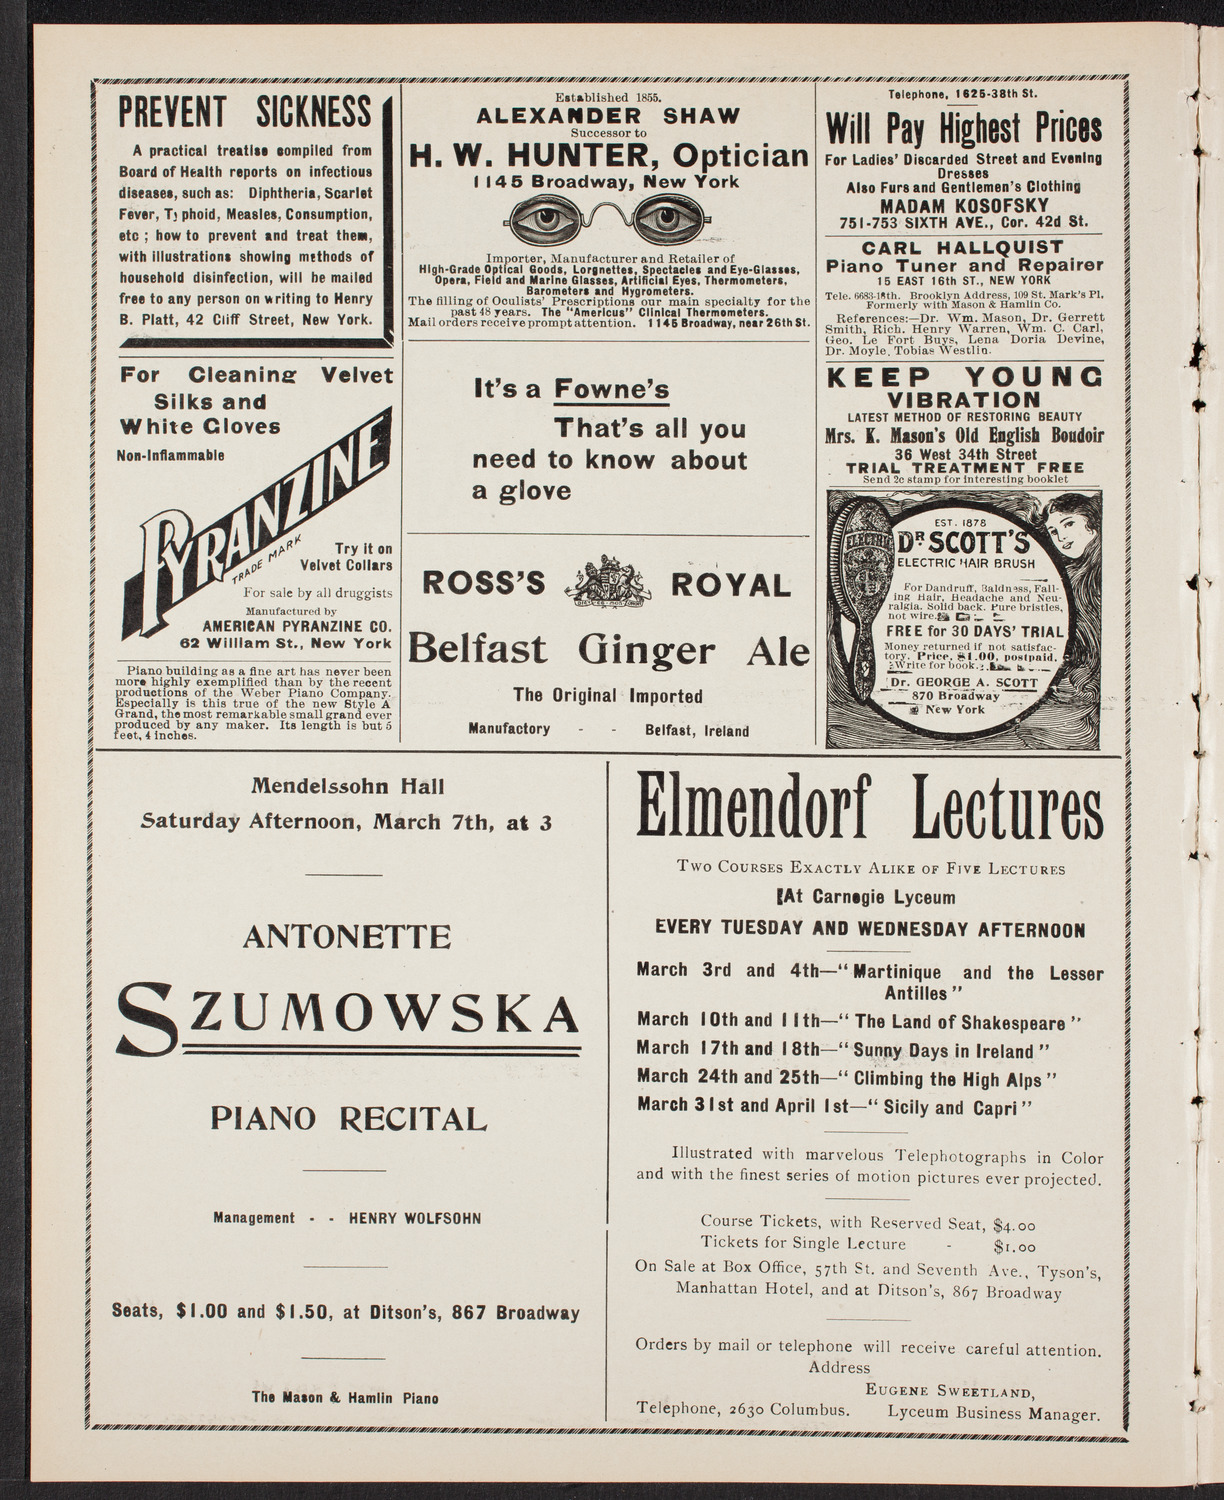 PREVENT SICKNESS
A practical treatise compiled from
Board of Health reports on infectious
diseases, such as: Diphtheria, Scarlet
Fever, Typhoid, Measles, Consumption,
etc ; how to prevent and treat them,
with illustrations showing methods of
household disinfection, will be mailed
free to any person on writing to Henry
B. Platt, 42 Cliff Street, New York.
For Cleaning Velvet
Silks and
White Gloves
Non-Inflammable
PYRANZINE
TRADE MARK
Try it on
Velvet Collars
For sale by all druggists
Manufactured by
AMERICAN PYRANZINE CO.
62 William St., New York
Piano building as a fine art has never been
more highly exemplified than by the recent
productions of the Weber Piano Company.
Especially is this true of the new Style A
Grand, the most remarkable small grand ever
produced by any maker. Its length is but 5
feet, 4 inches.
Established 1855.
ALEXANDER SHAW
Successor to
H. W. HUNTER, Optician
1145 Broadway, New York
Importer, Manufacturer and Retailer of
High-Grade Optical Goods, Lorgnettes, Spectacles and Eye-Glasses,
Opera, Field and Marine Glasses, Artificial Eyes, Thermometers,
Barometers and Hygrometers.
The filling of Oculists' Prescriptions our main specialty for the
past 48 years. The "Americus" Clinical Thermometers.
Mail orders receive prompt attention. 1145 Broadway, near 26th St.
It's a Fowne's
That's all you
need to know about
a glove
ROSS'S ROYAL
Belfast Ginger Ale
The Original Imported
Manufactory - - Belfast, Ireland
Telephone, 1625-38th St.
Will Pay Highest Prices
For Ladies' Discarded Street and Evening
Dresses
Also Furs and Gentlemen's Clothing
MADAM KOSOFSKY
751-753 SIXTH AVE., Cor. 42d St.
CARL HALLQUIST
Piano Tuner and Repairer
15 EAST 16th ST., NEW YORK
Tele. 6683-18th. Brooklyn Address, 109 St. Mark's Pl.
Formerly with Mason & Hamlin Co.
References:—Dr. Wm. Mason, Dr. Gerrett
Smith, Rich. Henry Warren, Wm. C. Carl,
Geo. Le Fort Buys, Lena Doria Devine,
Dr. Moyle, Tobias Westlin.
KEEP YOUNG
VIBRATION
LATEST METHOD OF RESTORING BEAUTY
Mrs. K. Mason's Old English Boudoir
36 West 34th Street
TRIAL TREATMENT FREE
Send 2c stamp for interesting booklet
ELECTRIC
EST. 1878
DR. SCOTT'S
ELECTRIC HAIR BRUSH
For Dandruff, Baldness, Fall-
ing Hair, Headache and Neu-
ralgia. Solid back. Pure bristles,
not wire.
FREE for 30 DAYS' TRIAL
Money returned if not satisfac-
tory. Price, $1.00, postpaid.
Write for book.
Dr. GEORGE A. SCOTT
870 Broadway
New York
Mendelssohn Hall
Saturday Afternoon, March 7th, at 3
ANTONETTE
SZUMOWSKA
PIANO RECITAL
Management - - HENRY WOLFSOHN
Seats, $1.00 and $1.50, at Ditson's, 867 Broadway
The Mason & Hamlin Piano
Elmendorf Lectures
TWO COURSES EXACTLY ALIKE OF FIVE LECTURES
At Carnegie Lyceum
EVERY TUESDAY AND WEDNESDAY AFTERNOON
March 3rd and 4th—"Martinique and the Lesser
Antilles"
March 10th and 11th—"The Land of Shakespeare"
March 17th and 18th—"Sunny Days in Ireland"
March 24th and 25th—"Climbing the High Alps"
March 31st and April 1st—"Sicily and Capri"
Illustrated with marvelous Telephotographs in Color
and with the finest series of motion pictures ever projected.
Course Tickets, with Reserved Seat, $4.00
Tickets for Single Lecture - $1.00
On Sale at Box Office, 57th St. and Seventh Ave., Tyson's,
Manhattan Hotel, and at Ditson's, 867 Broadway
Orders by mail or telephone will receive careful attention.
Address
EUGENE SWEETLAND,
Telephone, 2630 Columbus. Lyceum Business Manager.